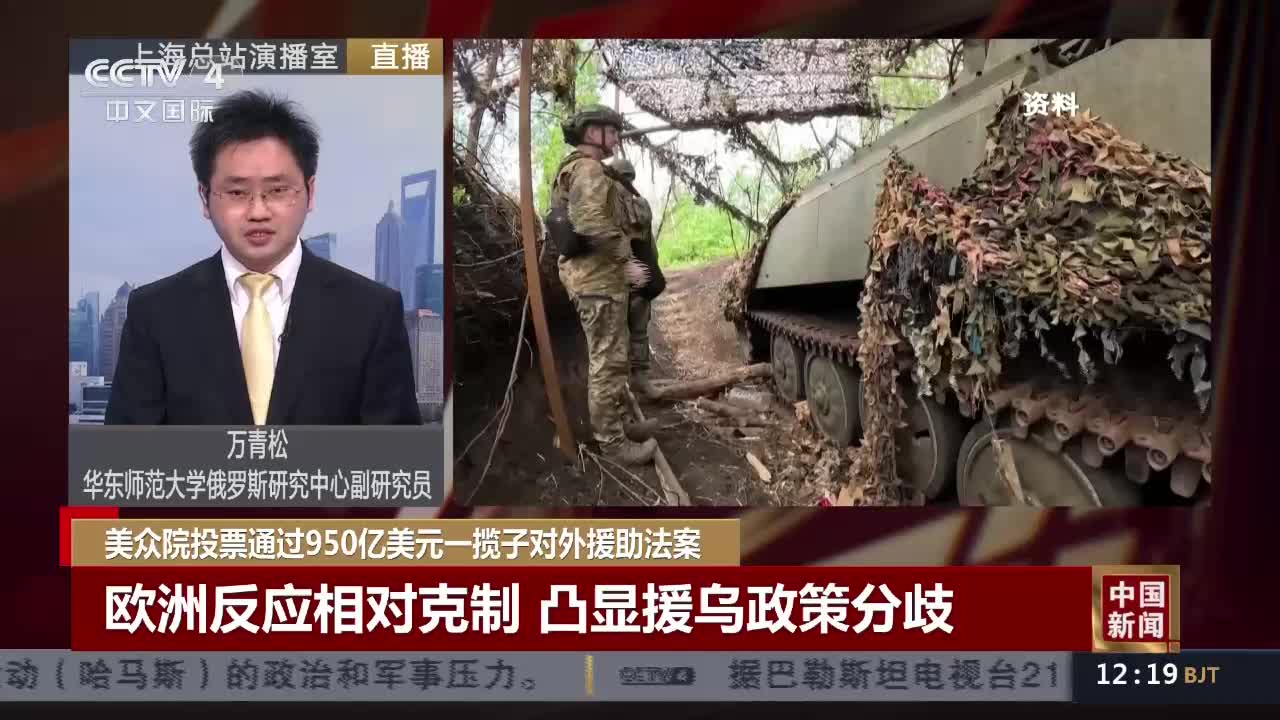 上海总站演播室 直播
CCTV 4
中文国际
资料
万青松
华东师范大学俄罗斯研究中心副研究员
美众院投票通过950亿美元一揽子对外援助法案
欧洲反应相对克制 凸显援乌政策分歧
中国
新闻
动（哈马斯）的政治和军事压力。 CCTV 4 据巴勒斯坦电视台21
12:19 BJT